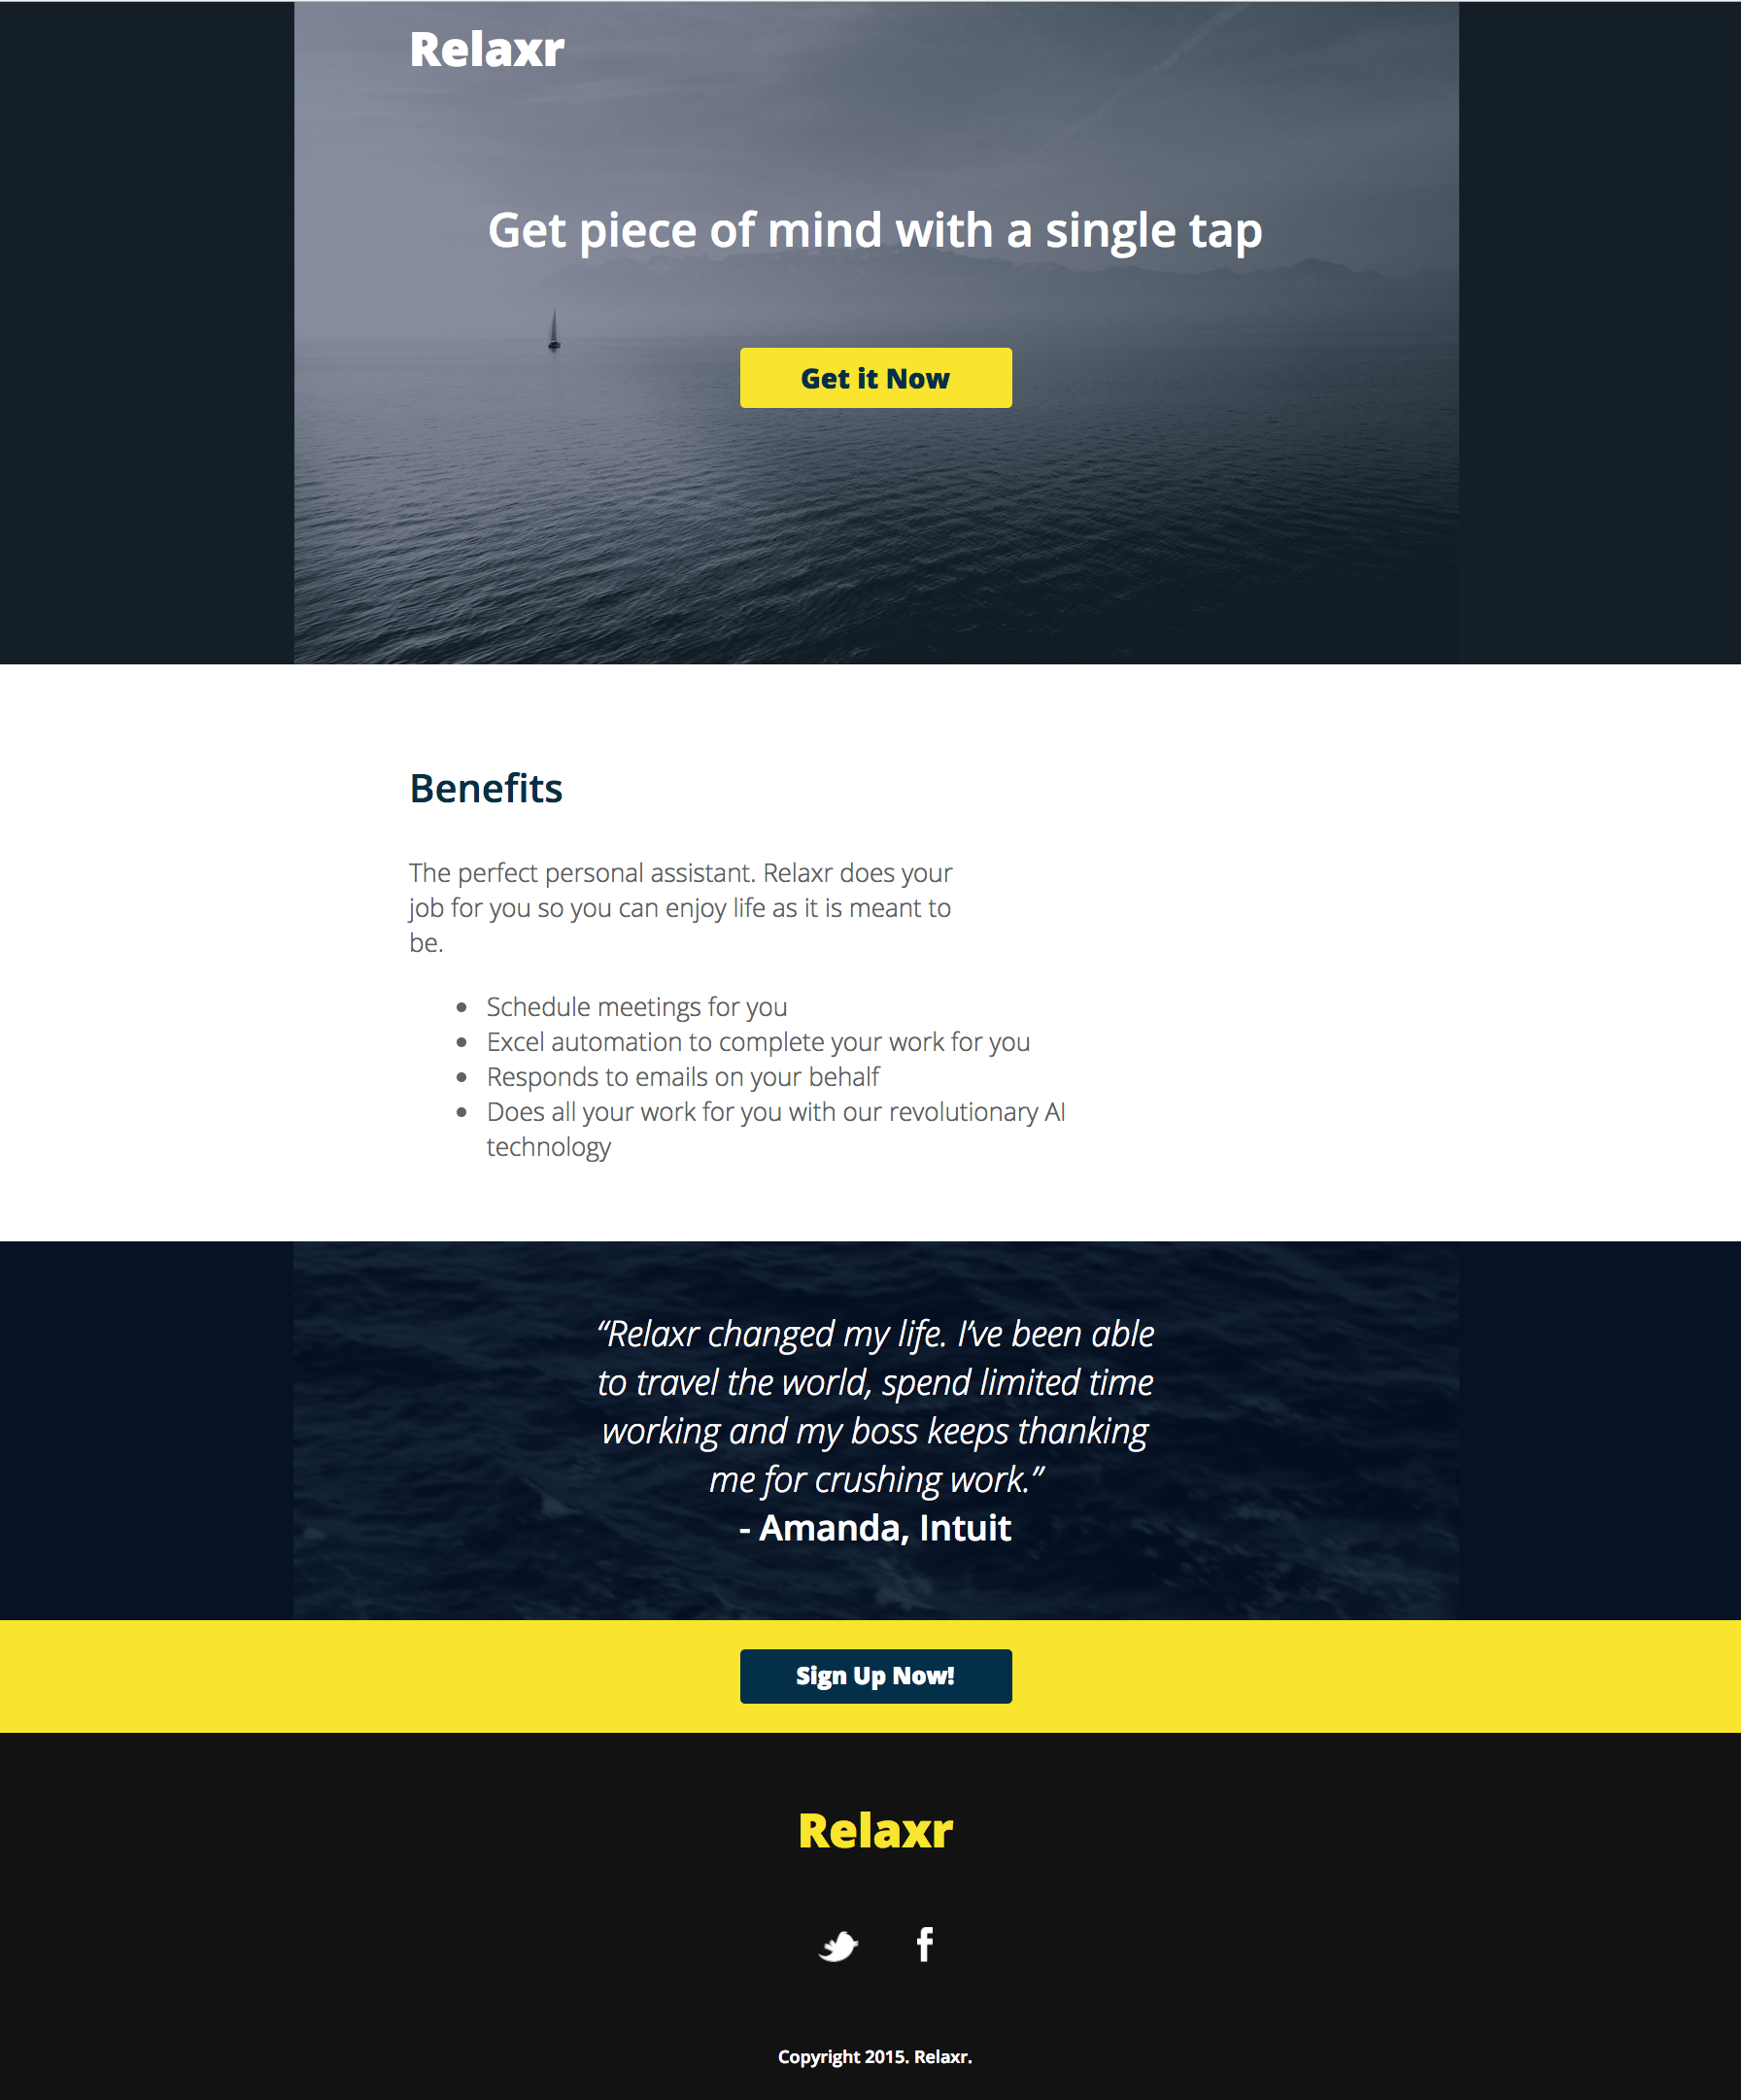 Relaxr
Get piece of mind with a single tap
Get it Now
Benefits
The perfect personal assistant. Relaxr does your
job for you so you can enjoy life as it is meant to
be.
Schedule meetings for you
Excel automation to complete your work for you
Responds to emails on your behalf
Does all your work for you with our revolutionary AI
technology
“Relaxr changed my life. I’ve been able
to travel the world, spend limited time
working and my boss keeps thanking
me for crushing work.”
- Amanda, Intuit
Sign Up Now!
Relaxr
Copyright 2015. Relaxr.